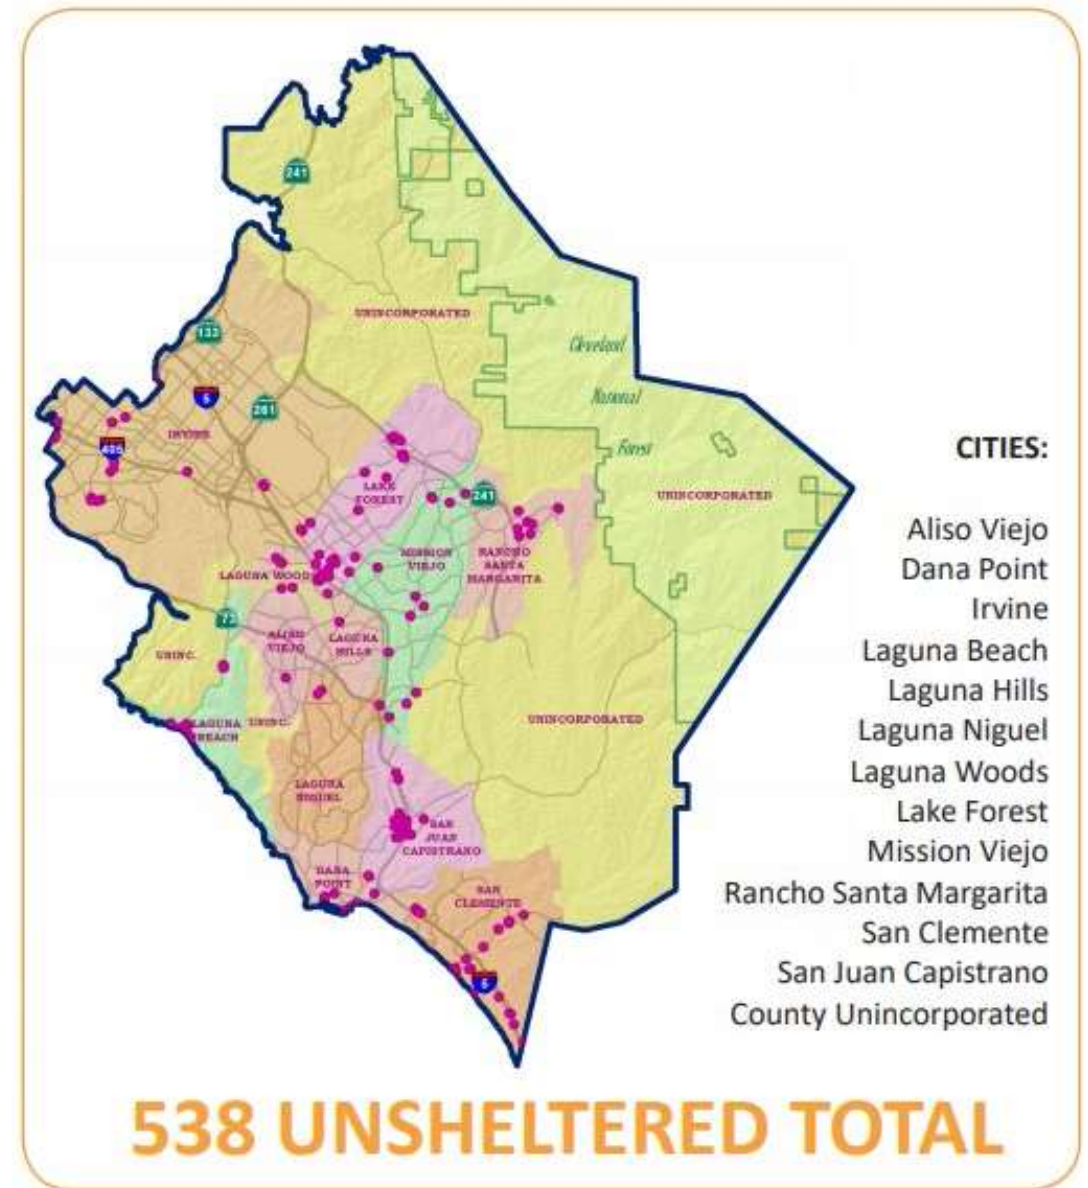 241
UNINCORPORATED
Cleveland
National
Forest
133
5
261
IRVINE
405
CITIES:
LAKE
FOREST
241
UNINCORPORATED
Aliso Viejo
Dana Point
Irvine
Laguna Beach
Laguna Hills
Laguna Niguel
Laguna Woods
Lake Forest
Mission Viejo
Rancho Santa Margarita
San Clemente
San Juan Capistrano
County Unincorporated
MISSION
VIEJO
RANCHO
SANTA
MARGARITA
LAGUNA WOODS
73
ALISO
VIEJO
LAGUNA
HILLS
UNINC.
LAGUNA
BEACH
UNINC.
UNINCORPORATED
LAGUNA
NIGUEL
SAN
JUAN
CAPISTRANO
DANA
POINT
SAN
CLEMENTE
5
538 UNSHELTERED TOTAL